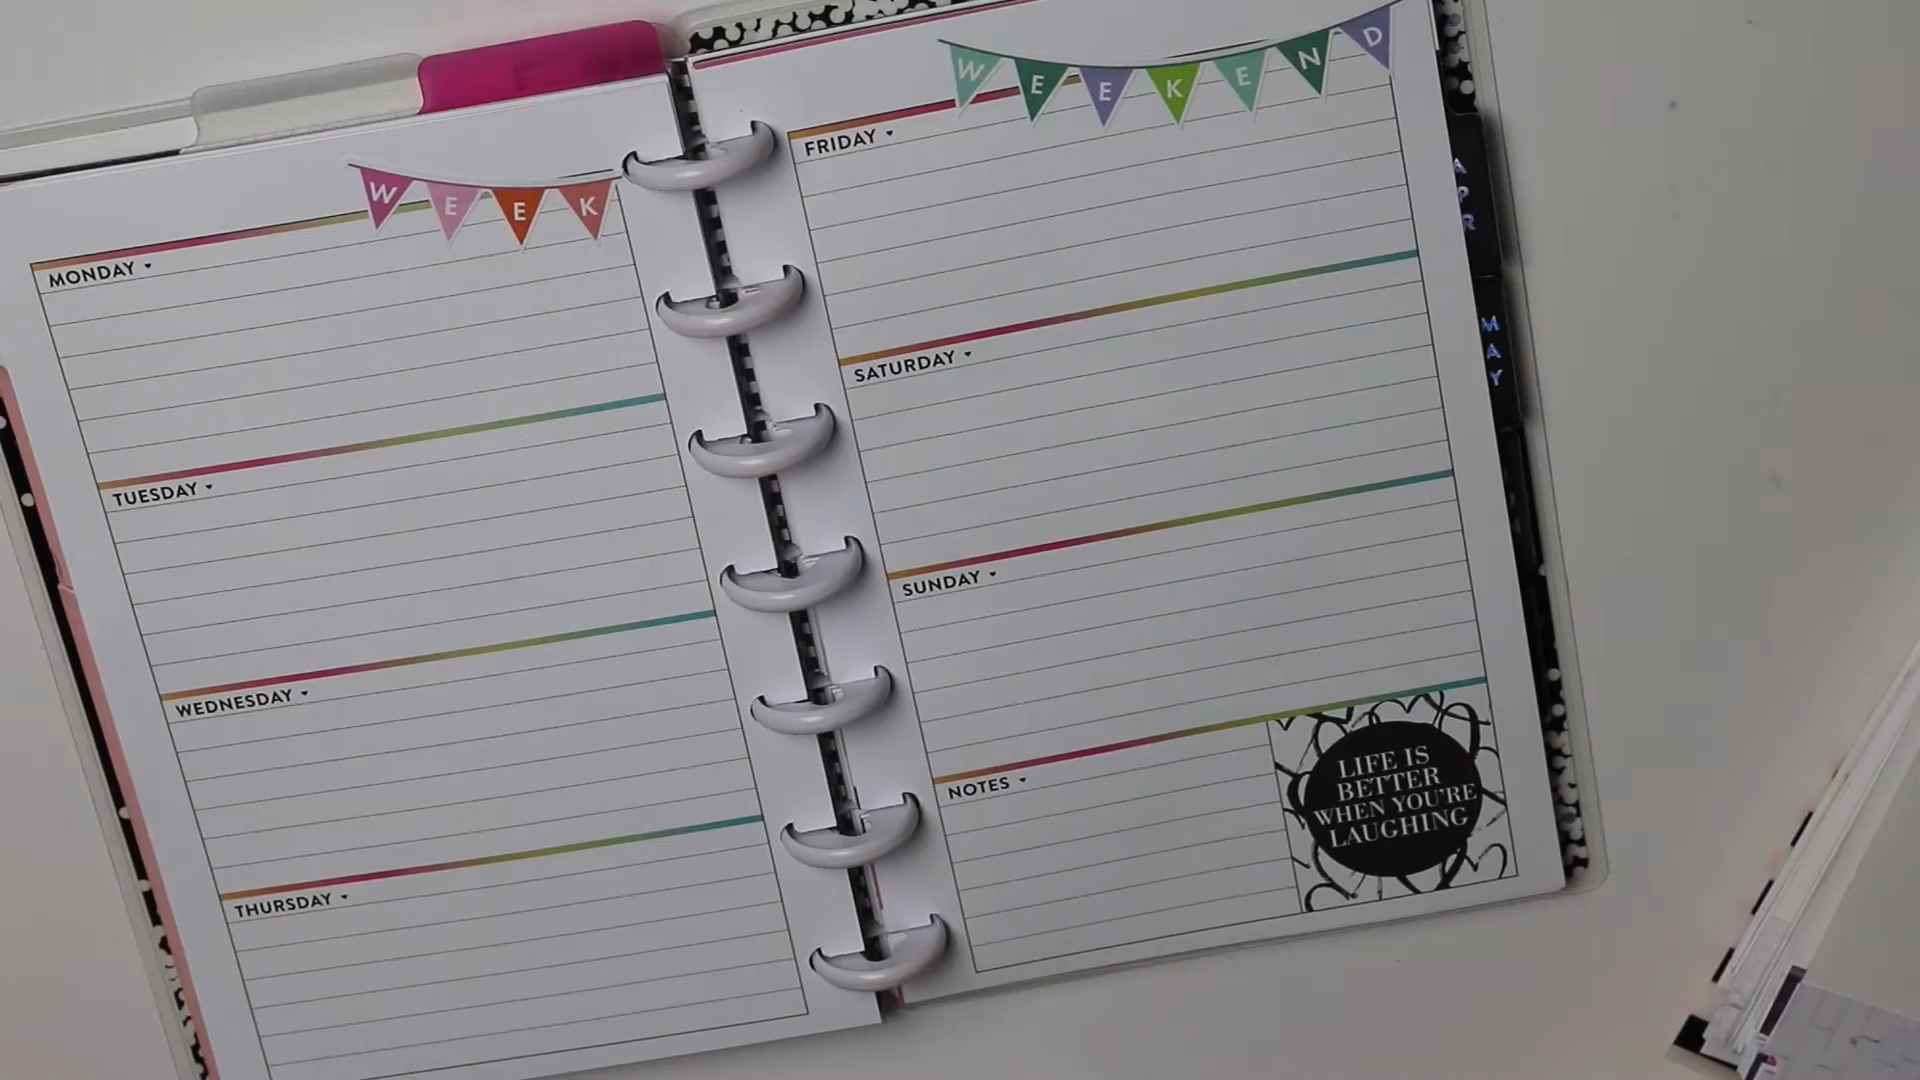 WEEK
MONDAY
TUESDAY
WEDNESDAY
THURSDAY
WEEKEND
FRIDAY
SATURDAY
SUNDAY
NOTES
LIFE IS
BETTER
WHEN YOU'RE
LAUGHING
APR
MAY